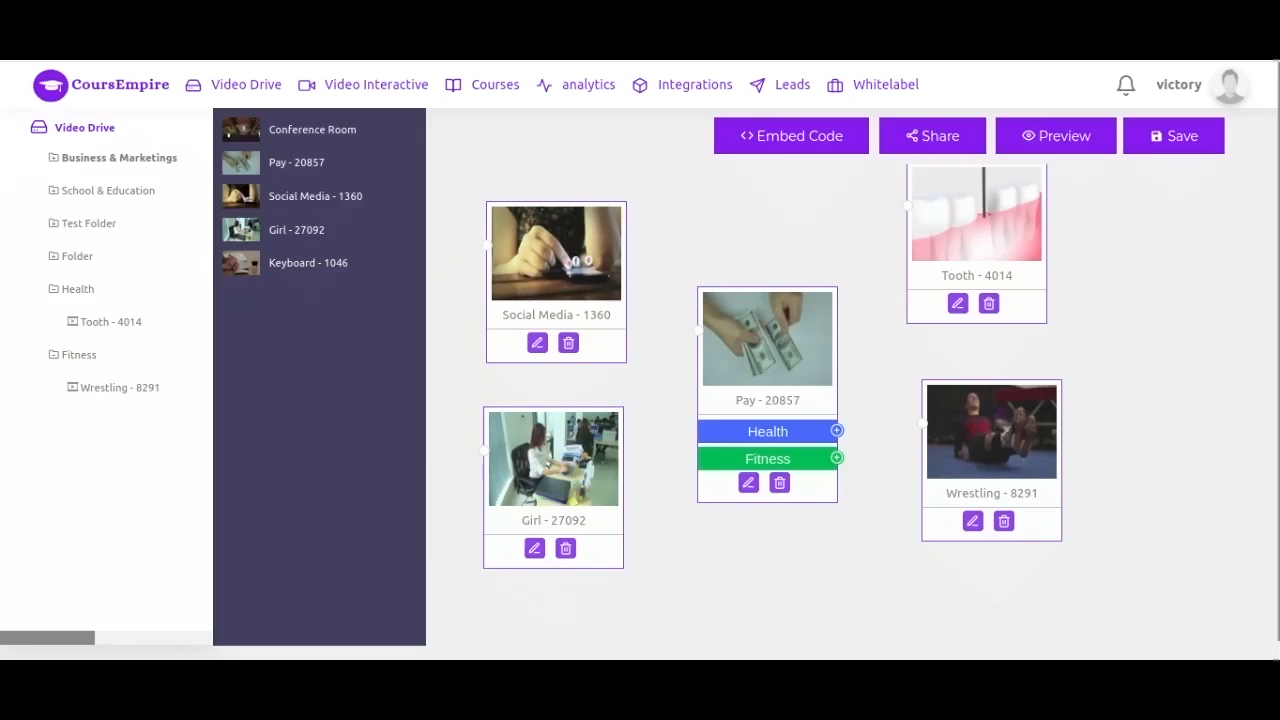 CoursEmpire Video Drive Video Interactive Courses analytics Integrations Leads Whitelabel victory
Video Drive
Business & Marketings
School & Education
Test Folder
Folder
Health
Tooth - 4014
Fitness
Wrestling - 8291
Conference Room
Pay - 20857
Social Media - 1360
Girl - 27092
Keyboard - 1046
Embed Code Share Preview Save
Social Media - 1360
Girl - 27092
Pay - 20857
Health
Fitness
Tooth - 4014
Wrestling - 8291